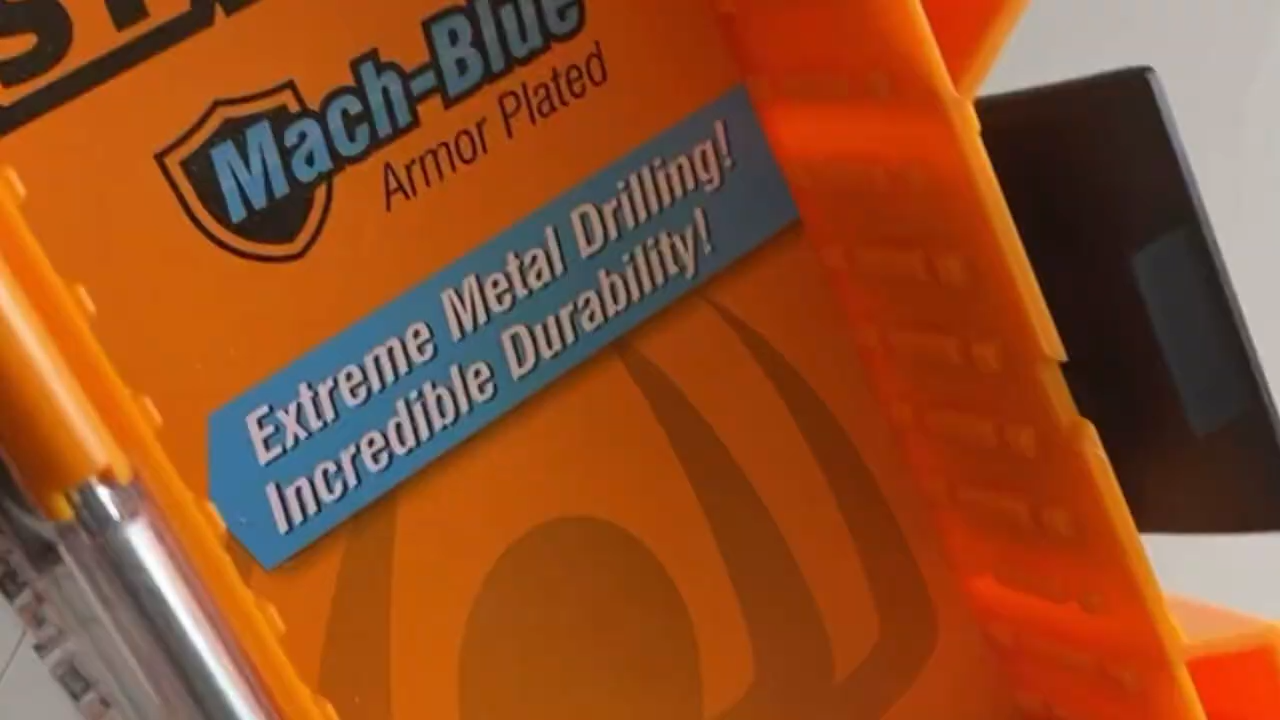 Mach-Blue
Armor Plated
Extreme Metal Drilling!
Incredible Durability!